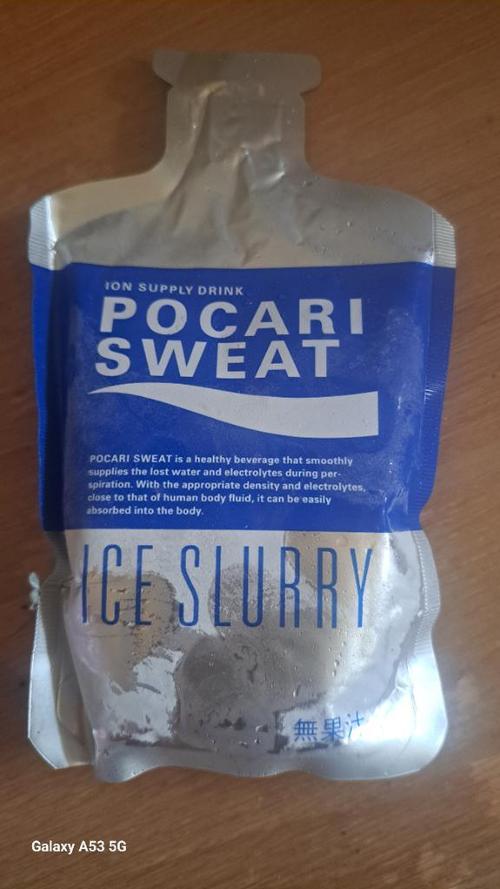 ION SUPPLY DRINK
POCARI
SWEAT
POCARI SWEAT is a healthy beverage that smoothly
supplies the lost water and electrolytes during per-
spiration. With the appropriate density and electrolytes,
close to that of human body fluid, it can be easily
absorbed into the body.
ICE SLURRY
無果汁
Galaxy A53 5G